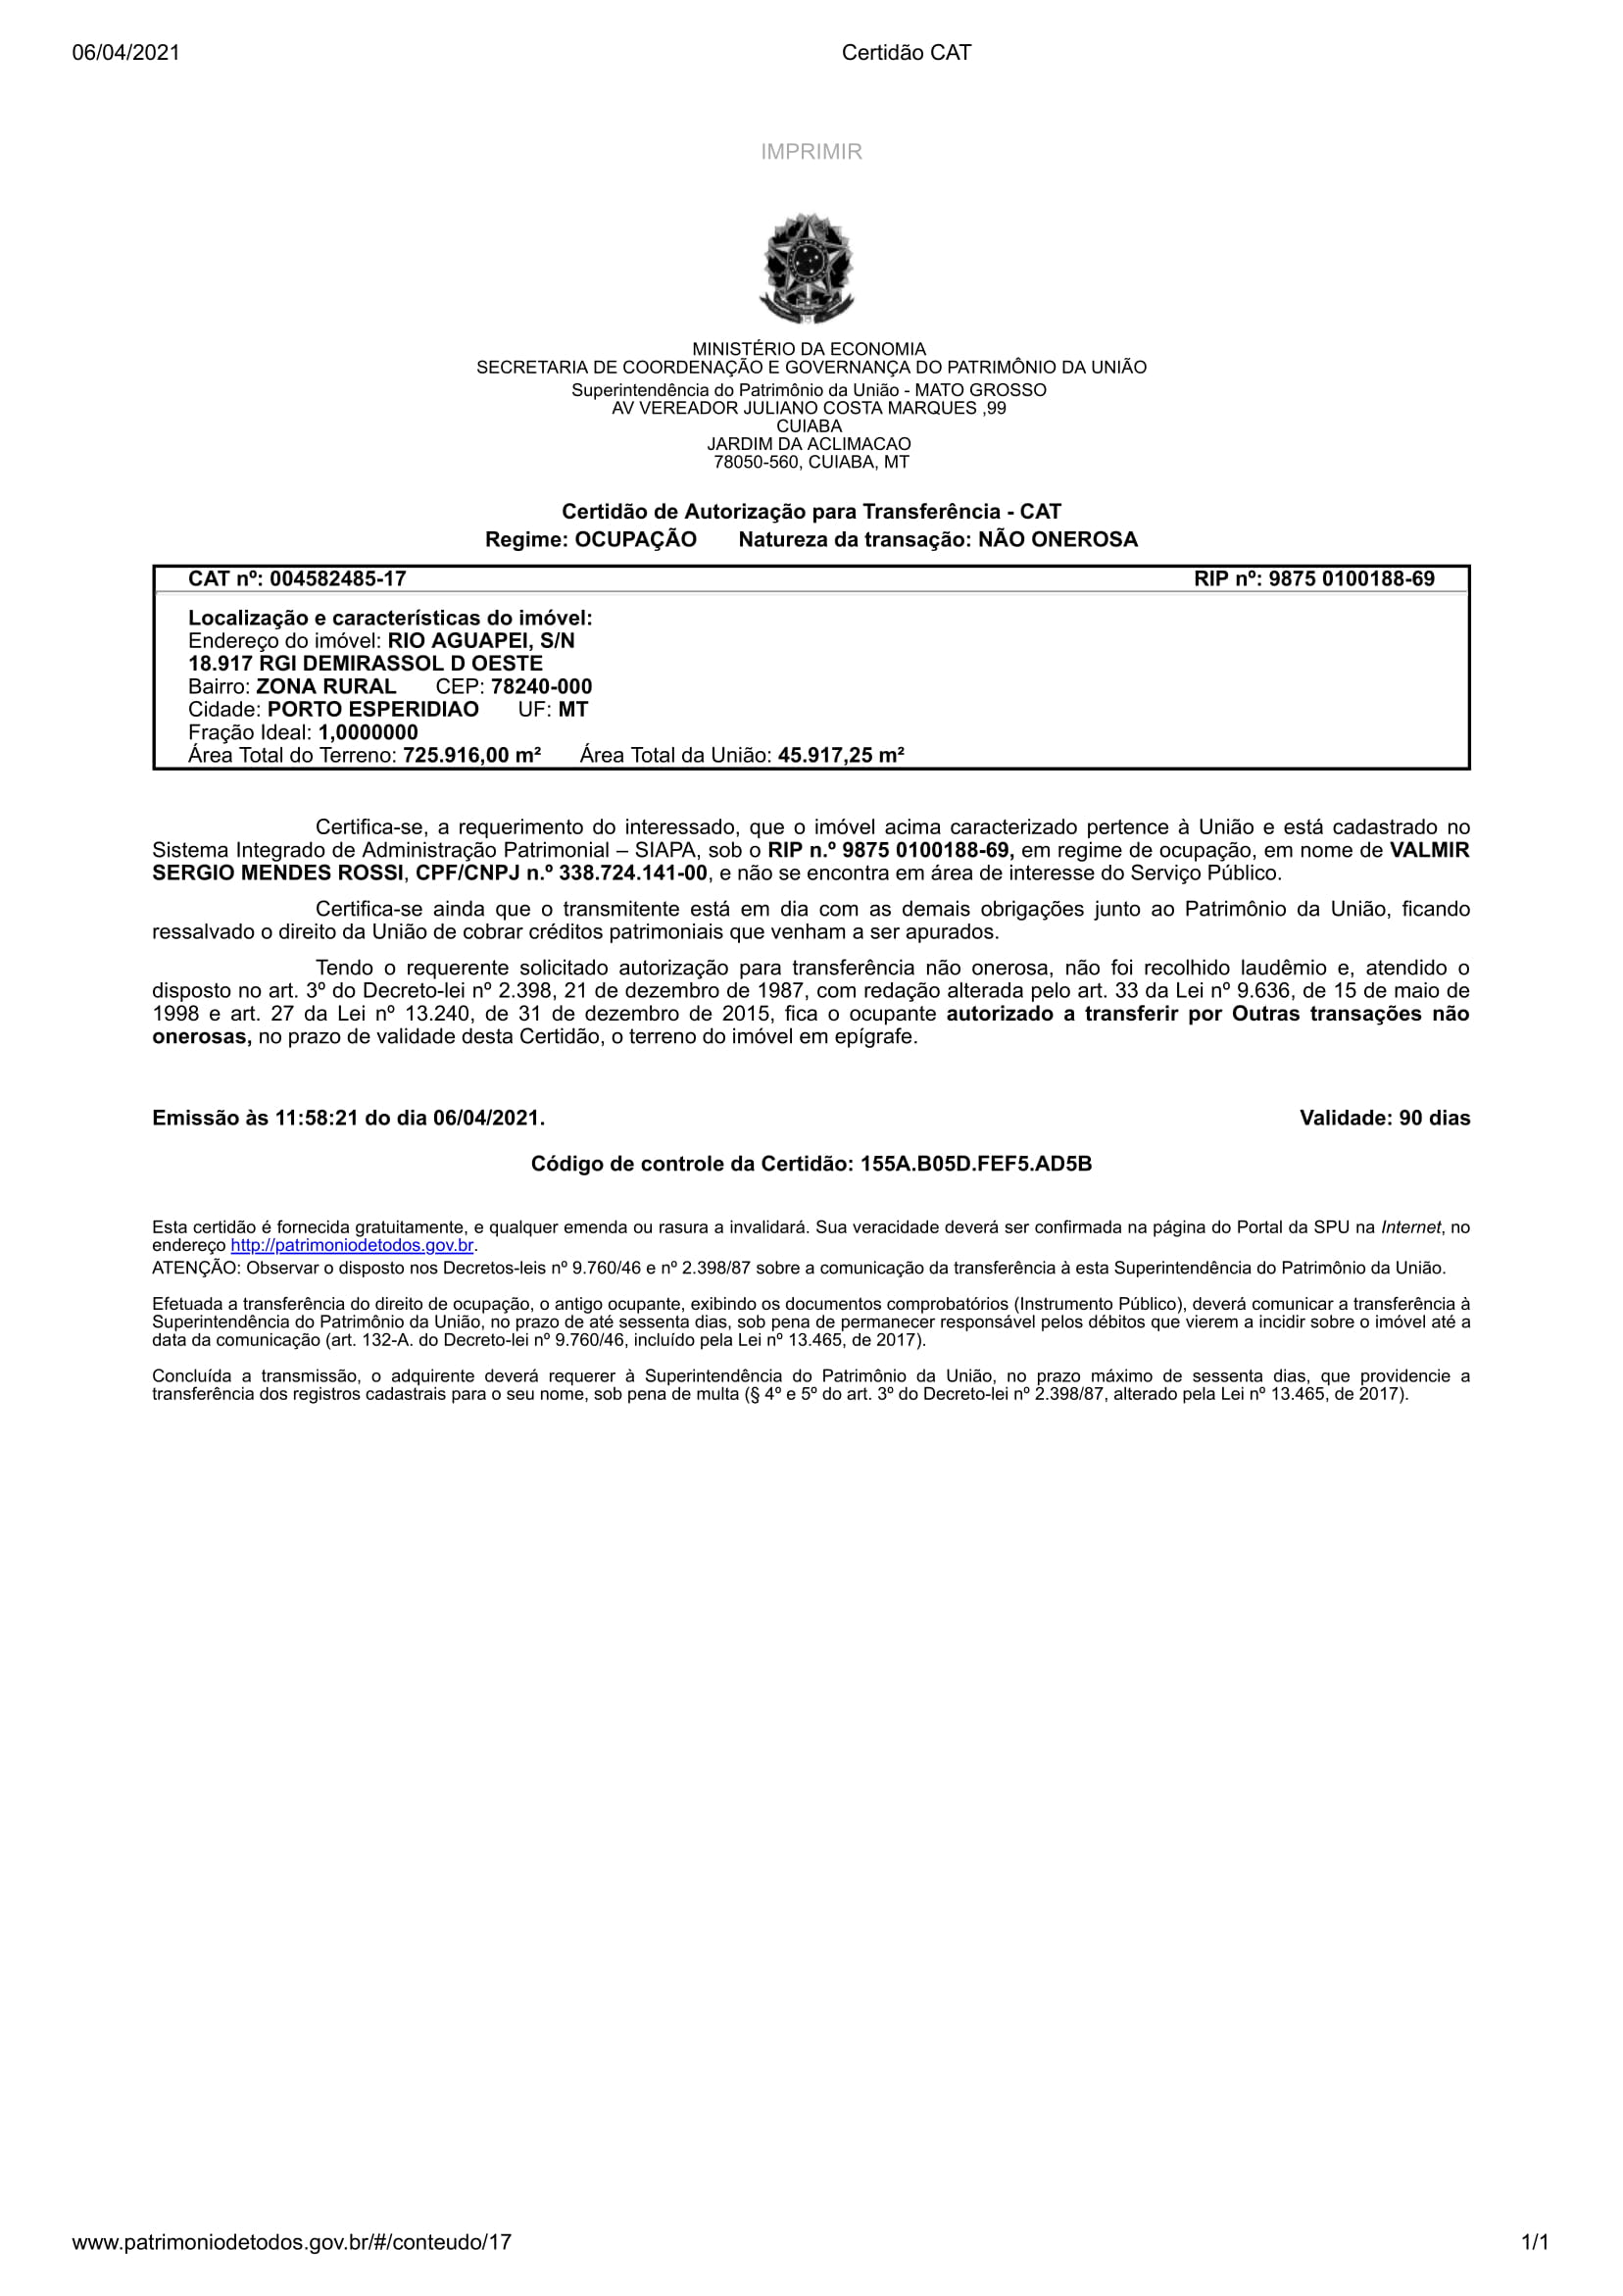 06/04/2021 Certidão CAT
IMPRIMIR
MINISTÉRIO DA ECONOMIA
SECRETARIA DE COORDENAÇÃO E GOVERNANÇA DO PATRIMÔNIO DA UNIÃO
Superintendência do Patrimônio da União - MATO GROSSO
AV VEREADOR JULIANO COSTA MARQUES ,99
CUIABA
JARDIM DA ACLIMACAO
78050-560, CUIABA, MT
Certidão de Autorização para Transferência - CAT
Regime: OCUPAÇÃO Natureza da transação: NÃO ONEROSA
CAT nº: 004582485-17 RIP nº: 9875 0100188-69
Localização e características do imóvel:
Endereço do imóvel: RIO AGUAPEI, S/N
18.917 RGI DEMIRASSOL D OESTE
Bairro: ZONA RURAL CEP: 78240-000
Cidade: PORTO ESPERIDIAO UF: MT
Fração Ideal: 1,0000000
Área Total do Terreno: 725.916,00 m² Área Total da União: 45.917,25 m²
Certifica-se, a requerimento do interessado, que o imóvel acima caracterizado pertence à União e está cadastrado no
Sistema Integrado de Administração Patrimonial – SIAPA, sob o RIP n.º 9875 0100188-69, em regime de ocupação, em nome de VALMIR
SERGIO MENDES ROSSI, CPF/CNPJ n.º 338.724.141-00, e não se encontra em área de interesse do Serviço Público.
Certifica-se ainda que o transmitente está em dia com as demais obrigações junto ao Patrimônio da União, ficando
ressalvado o direito da União de cobrar créditos patrimoniais que venham a ser apurados.
Tendo o requerente solicitado autorização para transferência não onerosa, não foi recolhido laudêmio e, atendido o
disposto no art. 3º do Decreto-lei nº 2.398, 21 de dezembro de 1987, com redação alterada pelo art. 33 da Lei nº 9.636, de 15 de maio de
1998 e art. 27 da Lei nº 13.240, de 31 de dezembro de 2015, fica o ocupante autorizado a transferir por Outras transações não
onerosas, no prazo de validade desta Certidão, o terreno do imóvel em epígrafe.
Emissão às 11:58:21 do dia 06/04/2021. Validade: 90 dias
Código de controle da Certidão: 155A.B05D.FEF5.AD5B
Esta certidão é fornecida gratuitamente, e qualquer emenda ou rasura a invalidará. Sua veracidade deverá ser confirmada na página do Portal da SPU na Internet, no
endereço http://patrimoniodetodos.gov.br.
ATENÇÃO: Observar o disposto nos Decretos-leis nº 9.760/46 e nº 2.398/87 sobre a comunicação da transferência à esta Superintendência do Patrimônio da União.
Efetuada a transferência do direito de ocupação, o antigo ocupante, exibindo os documentos comprobatórios (Instrumento Público), deverá comunicar a transferência à
Superintendência do Patrimônio da União, no prazo de até sessenta dias, sob pena de permanecer responsável pelos débitos que vierem a incidir sobre o imóvel até a
data da comunicação (art. 132-A. do Decreto-lei nº 9.760/46, incluído pela Lei nº 13.465, de 2017).
Concluída a transmissão, o adquirente deverá requerer à Superintendência do Patrimônio da União, no prazo máximo de sessenta dias, que providencie a
transferência dos registros cadastrais para o seu nome, sob pena de multa (§ 4º e 5º do art. 3º do Decreto-lei nº 2.398/87, alterado pela Lei nº 13.465, de 2017).
www.patrimoniodetodos.gov.br/#/conteudo/17 1/1